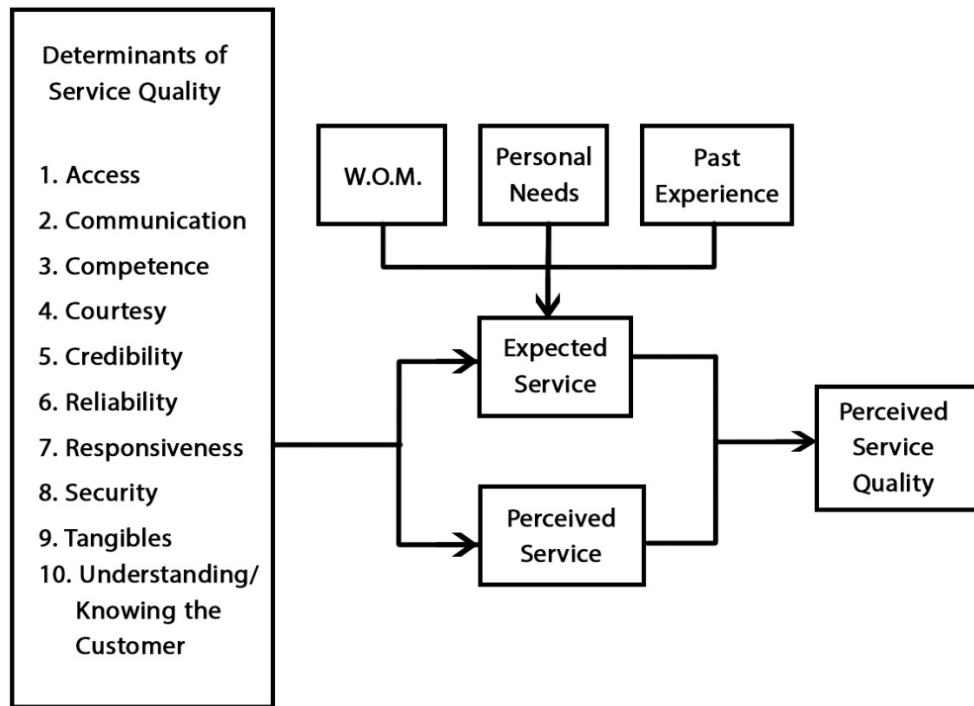 Determinants of
Service Quality
1. Access
2. Communication
3. Competence
4. Courtesy
5. Credibility
6. Reliability
7. Responsiveness
8. Security
9. Tangibles
10. Understanding/
Knowing the
Customer
W.O.M.
Personal
Needs
Past
Experience
Expected
Service
Perceived
Service
Perceived
Service
Quality